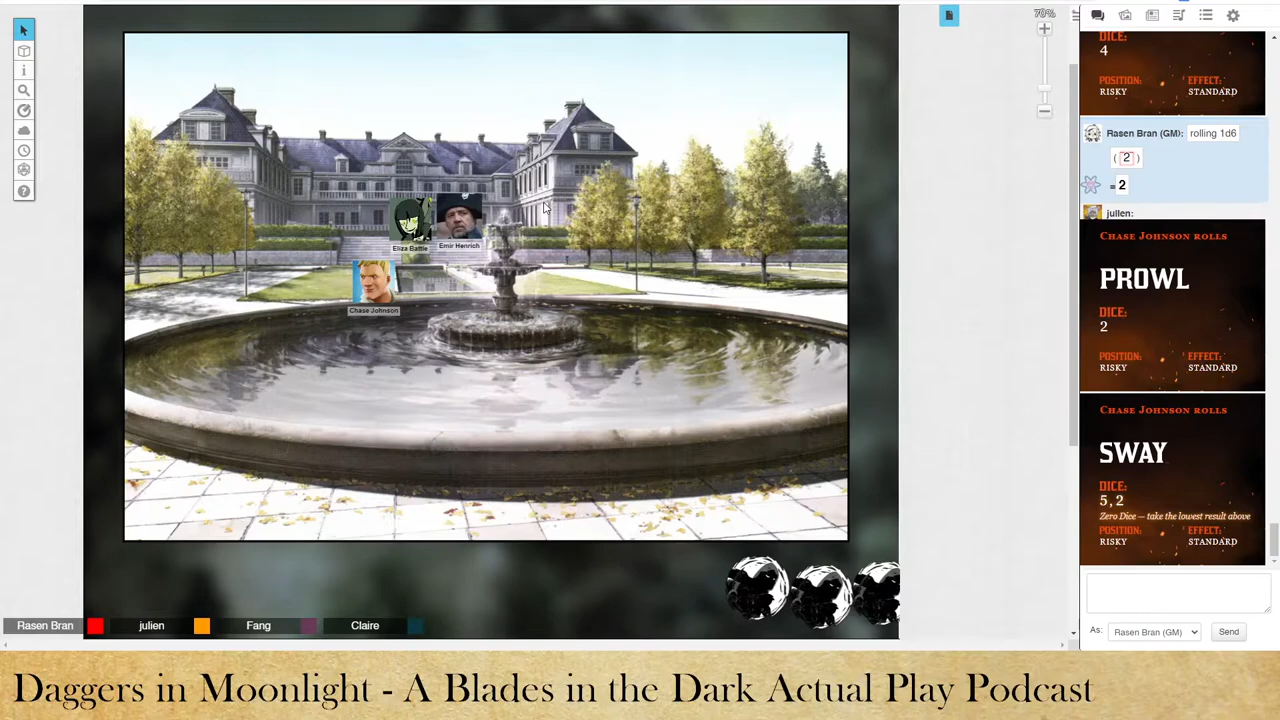 70%
DICE:
4
POSITION: EFFECT:
RISKY STANDARD
Rasen Bran (GM): rolling 1d6
(2)
=2
julien:
CHASE JOHNSON ROLLS
PROWL
DICE:
2
POSITION: EFFECT:
RISKY STANDARD
CHASE JOHNSON ROLLS
SWAY
DICE:
5, 2
Zero Dice — take the lowest result above
POSITION: EFFECT:
RISKY STANDARD
Eliza Battle
Emir Henrich
Chase Johnson
Rasen Bran
julien
Fang
Claire
As: Rasen Bran (GM) Send
Daggers in Moonlight - A Blades in the Dark Actual Play Podcast